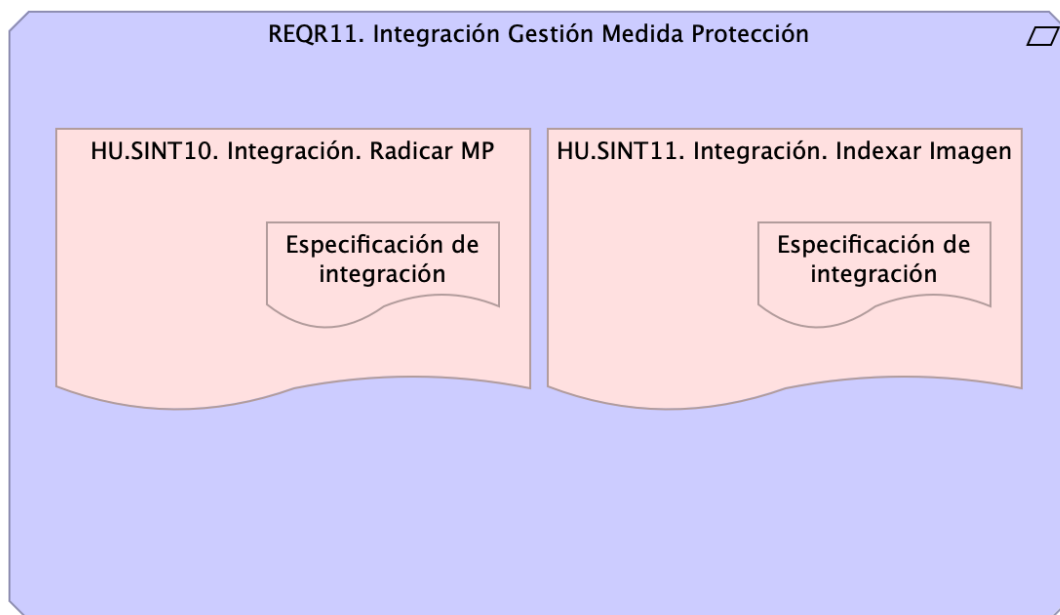 REQR11. Integración Gestión Medida Protección
HU.SINT10. Integración. Radicar MP
Especificación de
integración
HU.SINT11. Integración. Indexar Imagen
Especificación de
integración